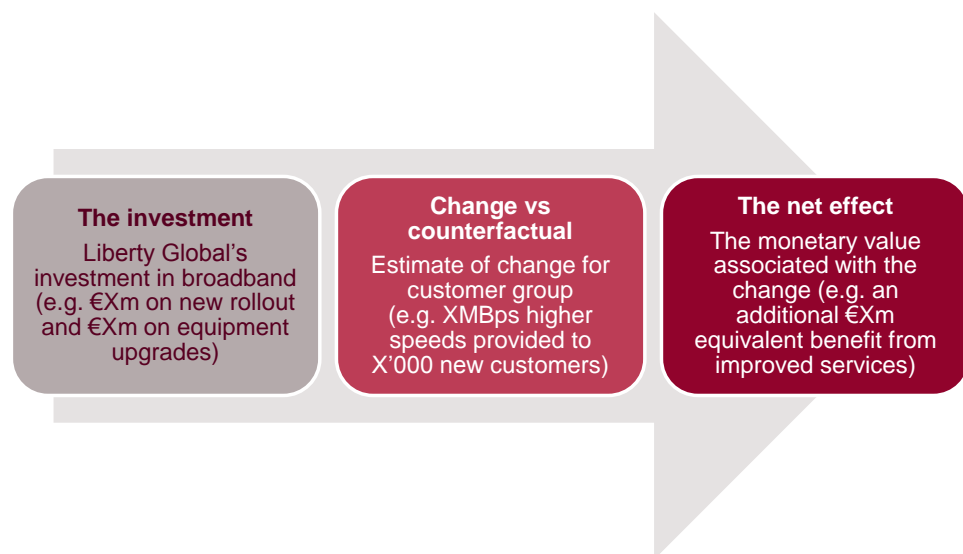 The investment
Liberty Global’s
investment in broadband
(e.g. €Xm on new rollout
and €Xm on equipment
upgrades)
Change vs
counterfactual
Estimate of change for
customer group
(e.g. XMBps higher
speeds provided to
X’000 new customers)
The net effect
The monetary value
associated with the
change (e.g. an
additional €Xm
equivalent benefit from
improved services)